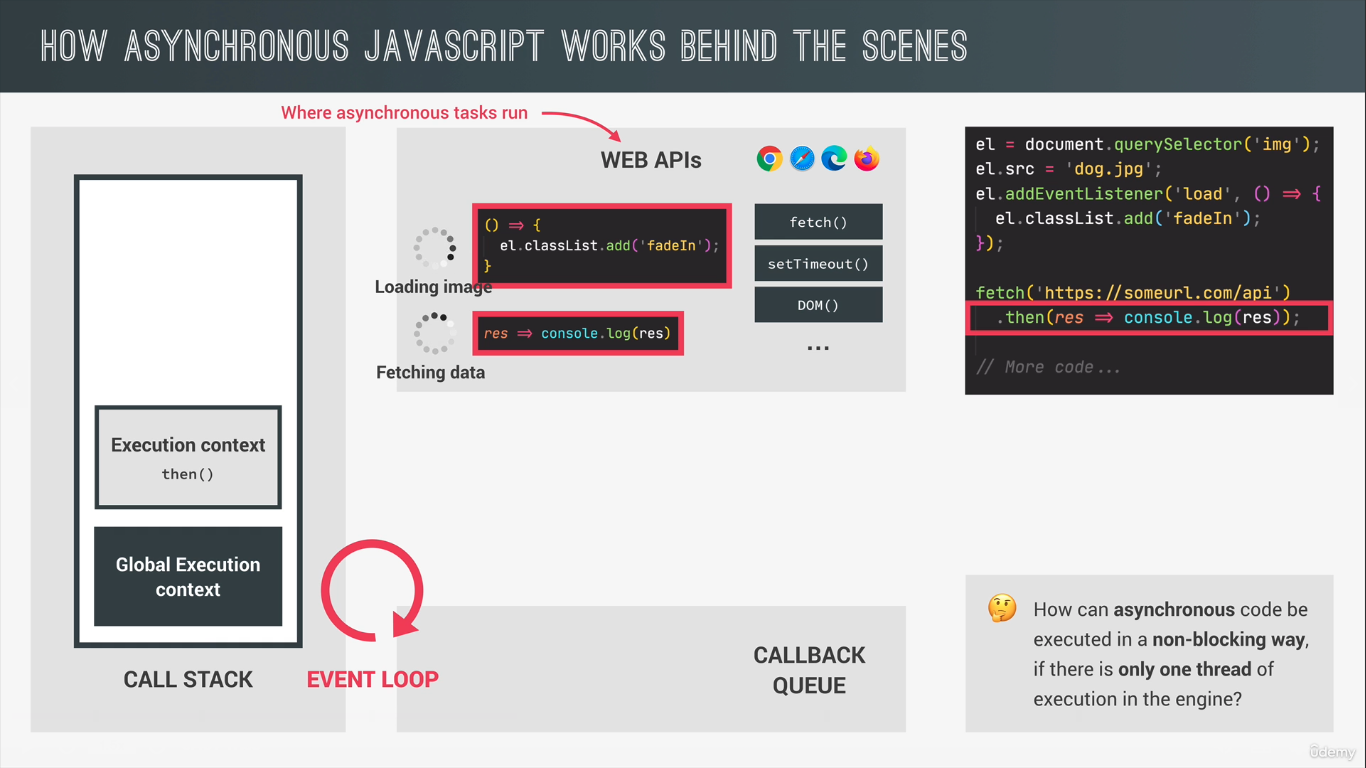 HOW ASYNCHRONOUS JAVASCRIPT WORKS BEHIND THE SCENES
Where asynchronous tasks run
WEB APIs
() => {
el.classList.add('fadeIn');
}
Loading image
res => console.log(res)
Fetching data
fetch()
setTimeout()
DOM()
...
el = document.querySelector('img');
el.src = 'dog.jpg';
el.addEventListener('load', () => {
el.classList.add('fadeIn');
});
fetch('https://someurl.com/api')
.then(res => console.log(res));
// More code...
Execution context
then()
Global Execution
context
CALL STACK
EVENT LOOP
CALLBACK
QUEUE
How can asynchronous code be
executed in a non-blocking way,
if there is only one thread of
execution in the engine?
ûdemy